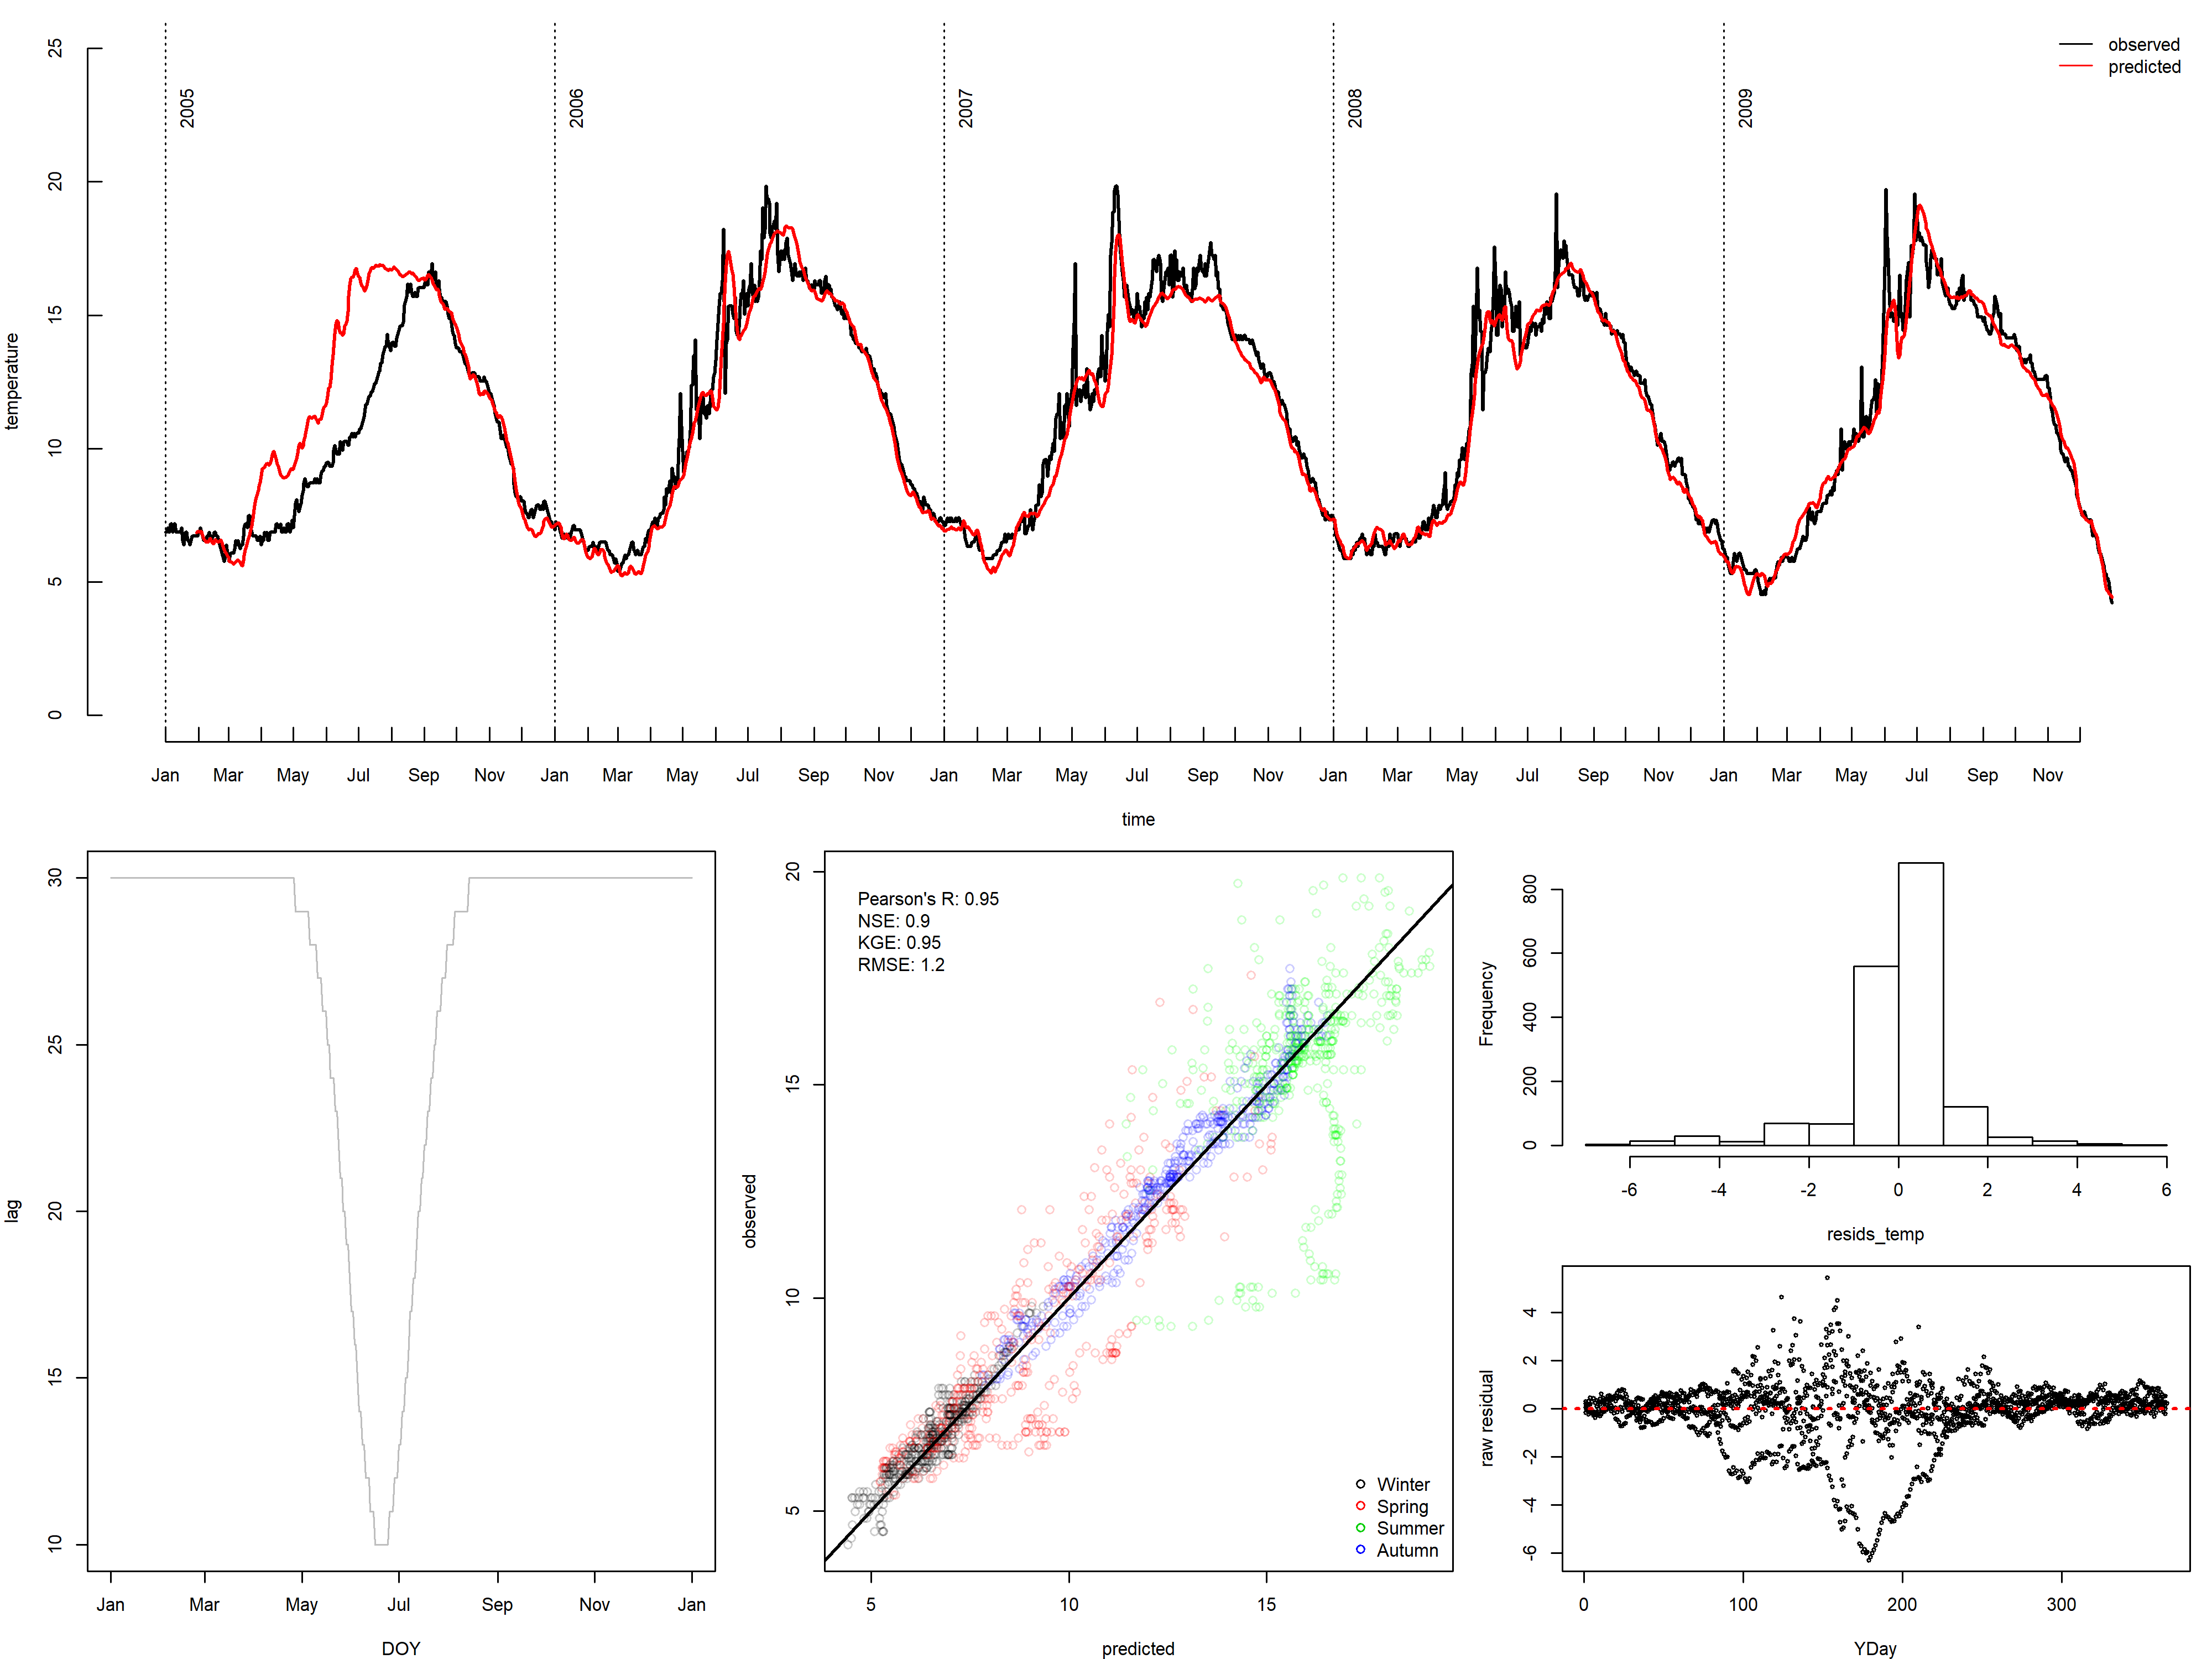 observed
predicted
25
20
15
10
5
0
temperature
2005
2006
2007
2008
2009
Jan Mar May Jul Sep Nov Jan Mar May Jul Sep Nov Jan Mar May Jul Sep Nov Jan Mar May Jul Sep Nov Jan Mar May Jul Sep Nov
time
30
25
20
15
10
lag
Jan Mar May Jul Sep Nov Jan
DOY
20
15
10
5
observed
Pearson's R: 0.95
NSE: 0.9
KGE: 0.95
RMSE: 1.2
Winter
Spring
Summer
Autumn
5 10 15
predicted
800
600
400
200
0
Frequency
-6 -4 -2 0 2 4 6
resids_temp
4
2
0
-2
-4
-6
raw residual
0 100 200 300
YDay